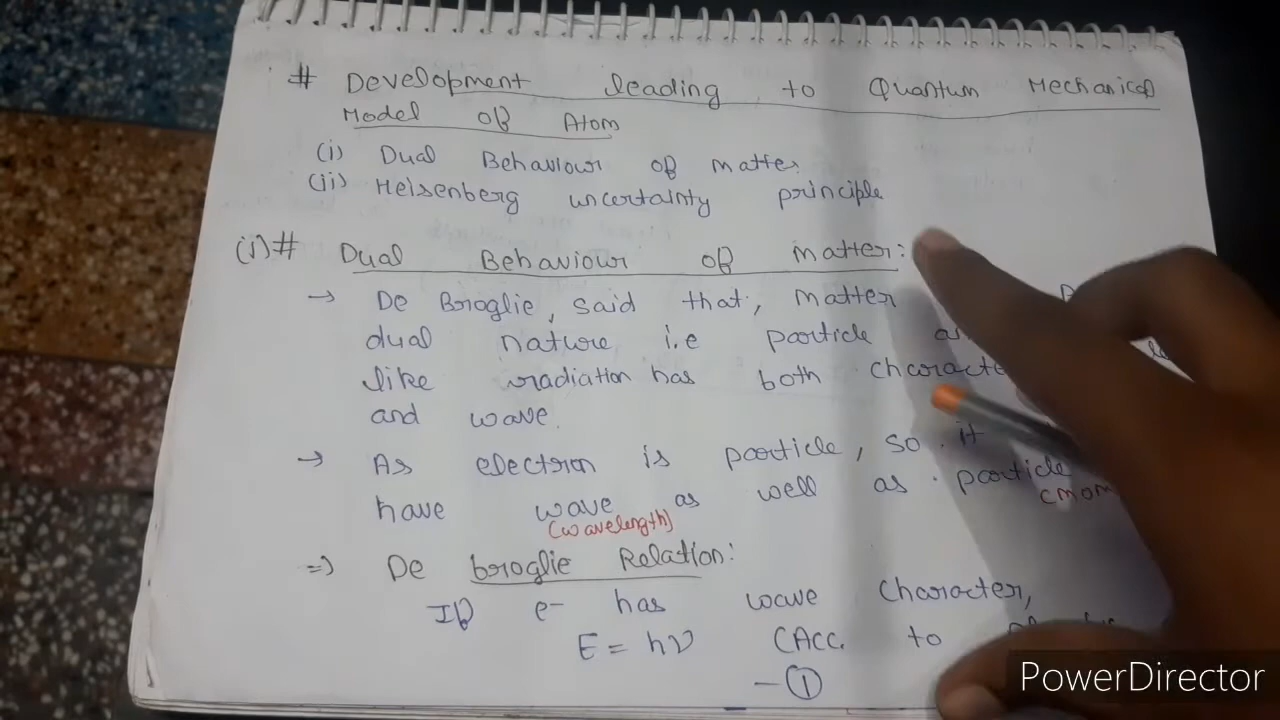 # Development leading to Quantum Mechanical
Model of Atom
(i) Dual Behaviour of matter
(ii) Heisenberg uncertainty principle
(i) # Dual Behaviour of matter:
→ De Broglie, said that, matter
dual nature i.e particle
like radiation has both
and wave.
→ As electron is particle, so it
have wave as well as particle
(wavelength)
⇒ De broglie Relation:
If e- has wave character,
E = hν (Acc. to
- ①
PowerDirector